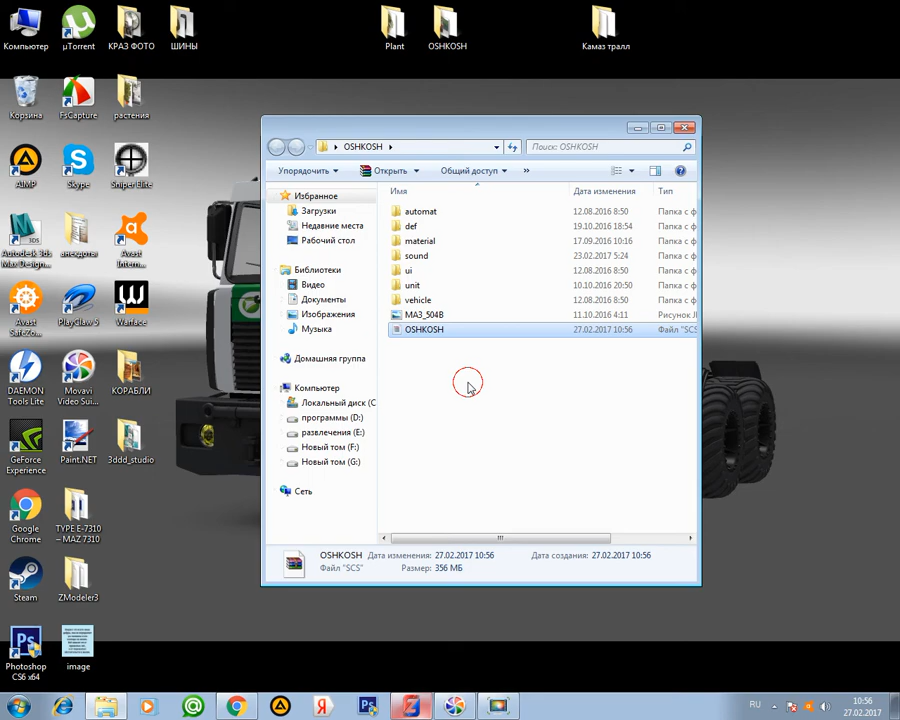 Компьютер
µTorrent
КРАЗ ФОТО
ШИНЫ
Plant
OSHKOSH
Камаз тралл
Корзина
FsCapture
растения
AIMP
Skype
Sniper Elite
Autodesk 3ds
Max Design...
анекдоты
Avast
Intern...
Avast
SafeZo...
PlayClaw 5
Warface
DAEMON
Tools Lite
Movavi
Video Sui...
КОРАБЛИ
GeForce
Experience
Paint.NET
3ddd_studio
Google
Chrome
TYPE E-7310
– MAZ 7310
Steam
ZModeler3
Photoshop
CS6 x64
image
OSHKOSH
Поиск: OSHKOSH
Упорядочить
Открыть
Общий доступ
»
Имя
Дата изменения
Тип
Избранное
Загрузки
Недавние места
Рабочий стол
Библиотеки
Видео
Документы
Изображения
Музыка
Домашняя группа
Компьютер
Локальный диск (C
программы (D:)
развлечения (E:)
Новый том (F:)
Новый том (G:)
Сеть
automat 12.08.2016 8:50 Папка с ф
def 19.10.2016 18:54 Папка с ф
material 17.09.2016 10:16 Папка с ф
sound 23.02.2017 5:24 Папка с ф
ui 12.08.2016 8:50 Папка с ф
unit 10.10.2016 20:50 Папка с ф
vehicle 12.08.2016 8:50 Папка с ф
МАЗ_504В 11.10.2016 4:11 Рисунок J
OSHKOSH 27.02.2017 10:56 Файл "SCS
OSHKOSH Дата изменения: 27.02.2017 10:56 Дата создания: 27.02.2017 10:56
Файл "SCS" Размер: 356 МБ
RU
10:56
27.02.2017